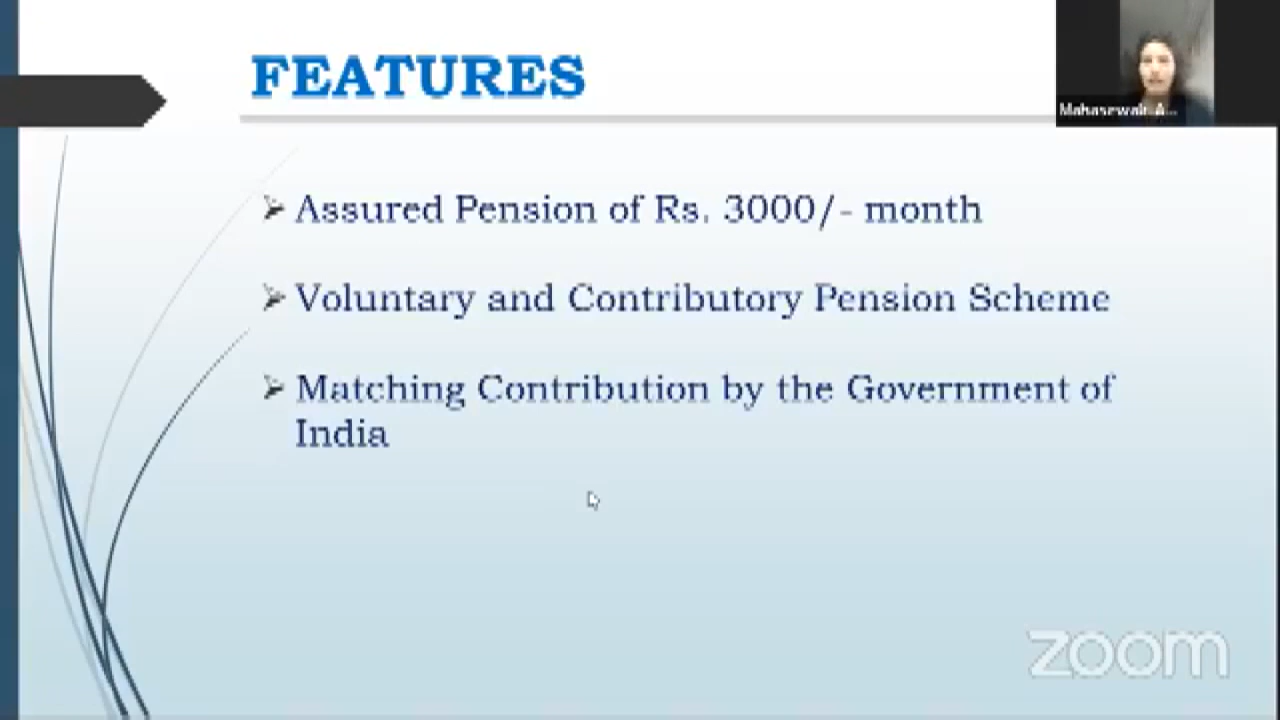 FEATURES
Assured Pension of Rs. 3000/- month
Voluntary and Contributory Pension Scheme
Matching Contribution by the Government of
India
zoom